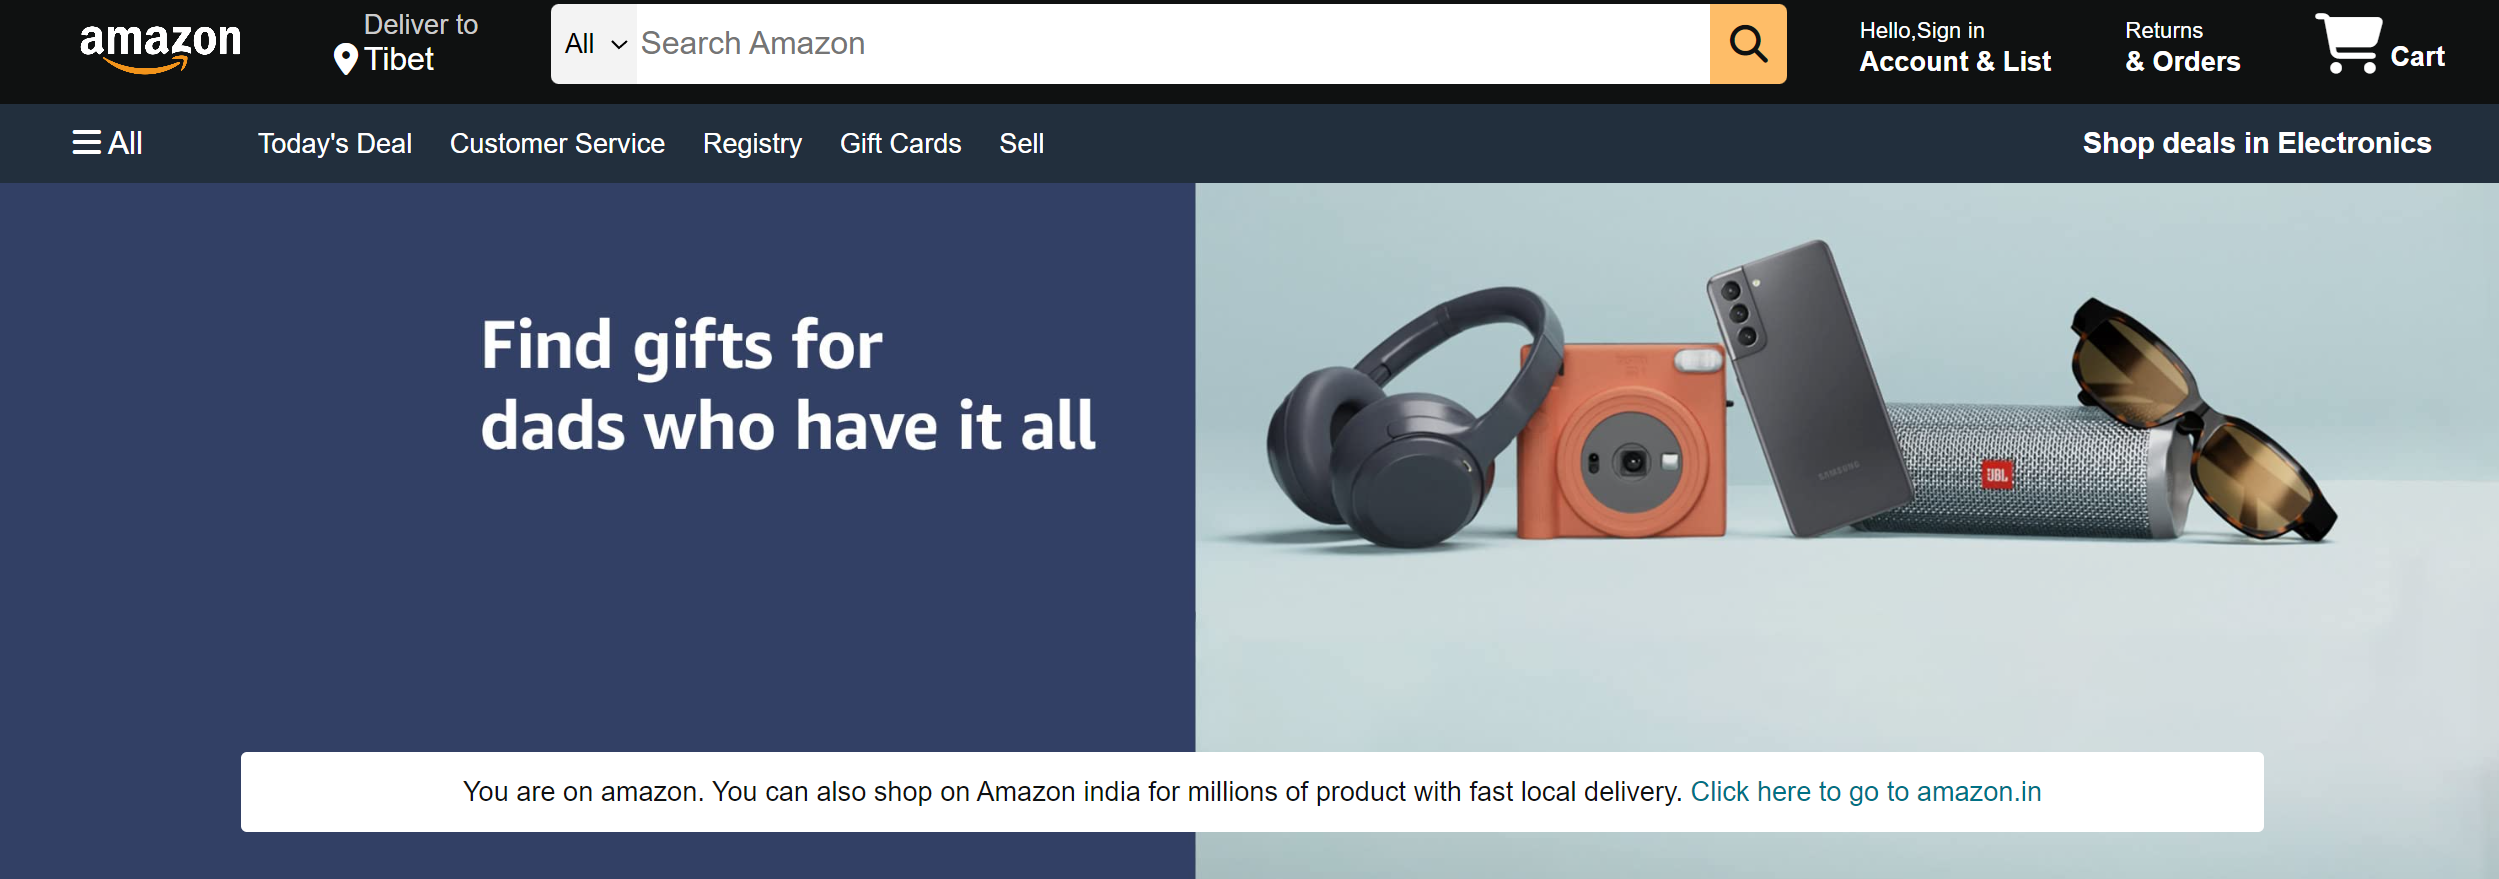 amazon
Deliver to
Tibet
All
Search Amazon
Hello,Sign in
Account & List
Returns
& Orders
Cart
All
Today's Deal
Customer Service
Registry
Gift Cards
Sell
Shop deals in Electronics
Find gifts for
dads who have it all
SAMSUNG
JBL
You are on amazon. You can also shop on Amazon india for millions of product with fast local delivery. Click here to go to amazon.in